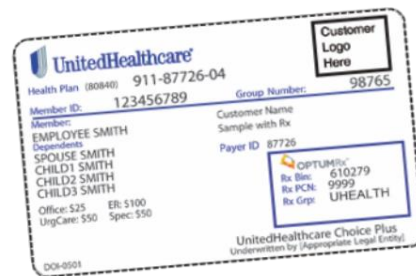 UnitedHealthcare®
Customer
Logo
Here
Health Plan (80840) 911-87726-04
Member ID: 123456789 Group Number: 98765
Member:
EMPLOYEE SMITH
Dependents
SPOUSE SMITH
CHILD1 SMITH
CHILD2 SMITH
CHILD3 SMITH
Customer Name
Sample with Rx
Payer ID 87726
OPTUMRx®
Rx Bin: 610279
Rx PCN: 9999
Rx Grp: UHEALTH
Office: $25 ER: $100
UrgCare: $50 Spec: $50
DOI-0501
UnitedHealthcare Choice Plus
Underwritten by [Appropriate Legal Entity]